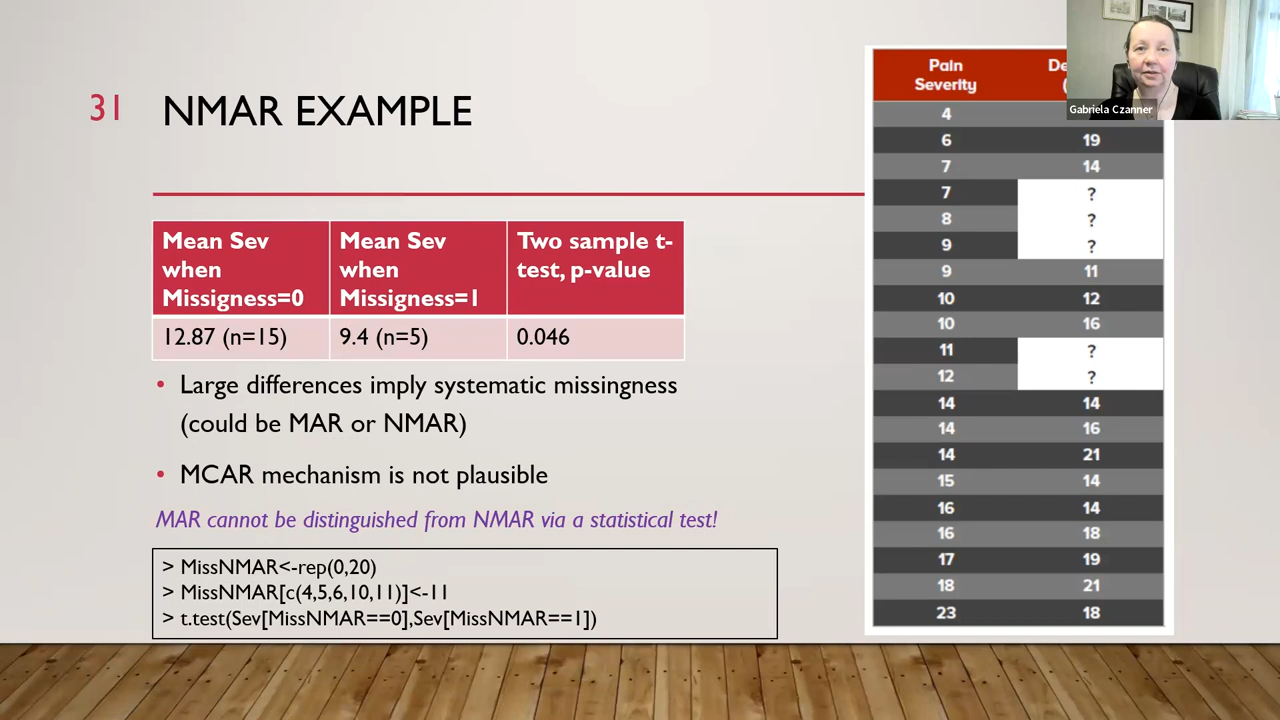 31 NMAR EXAMPLE
Mean Sev
when
Missigness=0
Mean Sev
when
Missigness=1
Two sample t-
test, p-value
12.87 (n=15) 9.4 (n=5) 0.046
• Large differences imply systematic missingness
(could be MAR or NMAR)
• MCAR mechanism is not plausible
MAR cannot be distinguished from NMAR via a statistical test!
> MissNMAR<-rep(0,20)
> MissNMAR[c(4,5,6,10,11)]<-11
> t.test(Sev[MissNMAR==0],Sev[MissNMAR==1])
Pain
Severity
4
6 19
7 14
7 ?
8 ?
9 ?
9 11
10 12
10 16
11 ?
12 ?
14 14
14 16
14 21
15 14
16 14
16 18
17 19
18 21
23 18
Gabriela Czanner